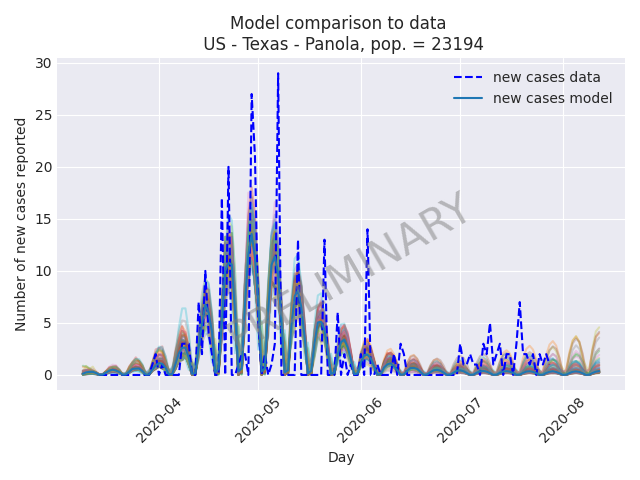 Model comparison to data
US - Texas - Panola, pop. = 23194
30
25
20
15
10
5
0
Number of new cases reported
new cases data
new cases model
PRELIMINARY
2020-04
2020-05
2020-06
2020-07
2020-08
Day